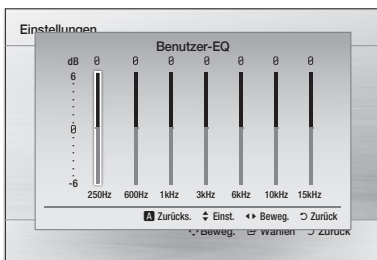 Einstellungen
Benutzer-EQ
dB 0 0 0 0 0 0 0
6
0
-6
250Hz 600Hz 1kHz 3kHz 6kHz 10kHz 15kHz
A Zurücks. Einst. Beweg. Zurück
Beweg. Wählen Zurück